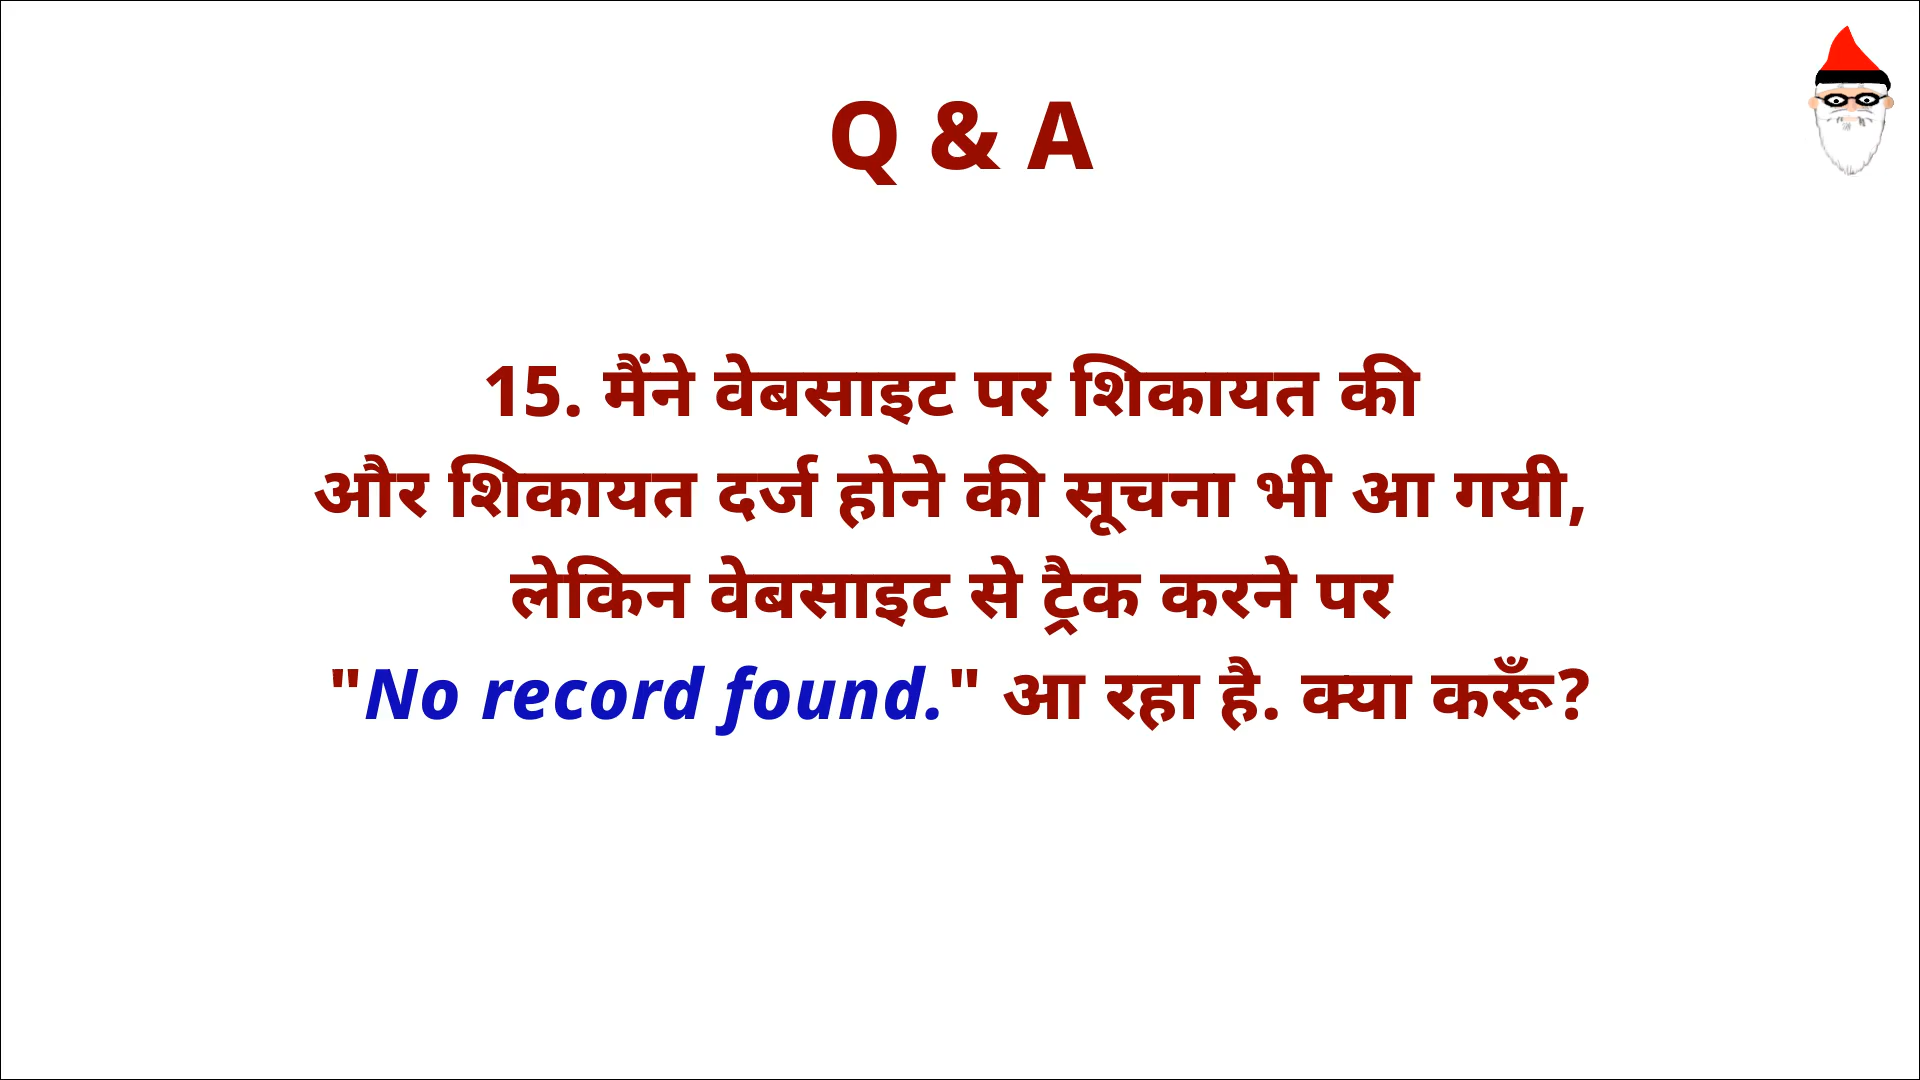 Q & A
15. मैंने वेबसाइट पर शिकायत की
और शिकायत दर्ज होने की सूचना भी आ गयी,
लेकिन वेबसाइट से ट्रैक करने पर
"No record found." आ रहा है. क्या करूँ?